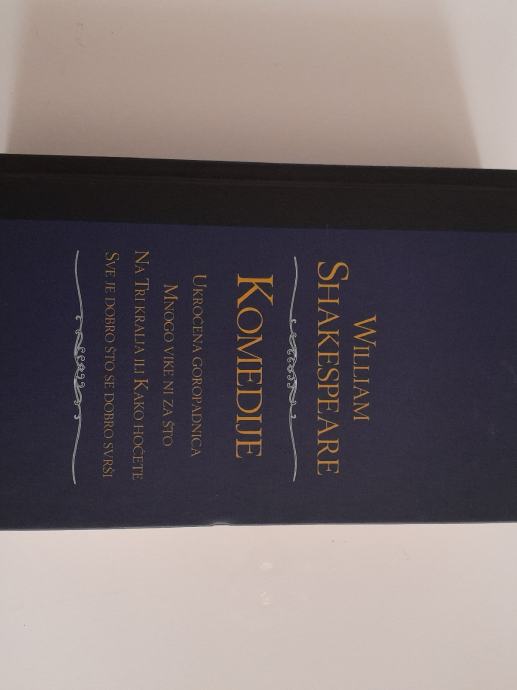 WILLIAM
SHAKESPEARE
KOMEDIJE
UKROĆENA GOROPADNICA
MNOGO VIKE NI ZA ŠTO
NA TRI KRALJA ILI KAKO HOĆETE
SVE JE DOBRO ŠTO SE DOBRO SVRŠI